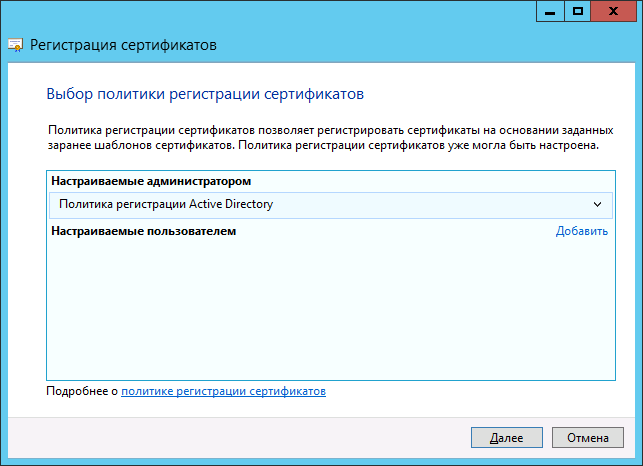 Регистрация сертификатов
Выбор политики регистрации сертификатов
Политика регистрации сертификатов позволяет регистрировать сертификаты на основании заданных
заранее шаблонов сертификатов. Политика регистрации сертификатов уже могла быть настроена.
Настраиваемые администратором
Политика регистрации Active Directory
Настраиваемые пользователем Добавить
Подробнее о политике регистрации сертификатов
Далее Отмена